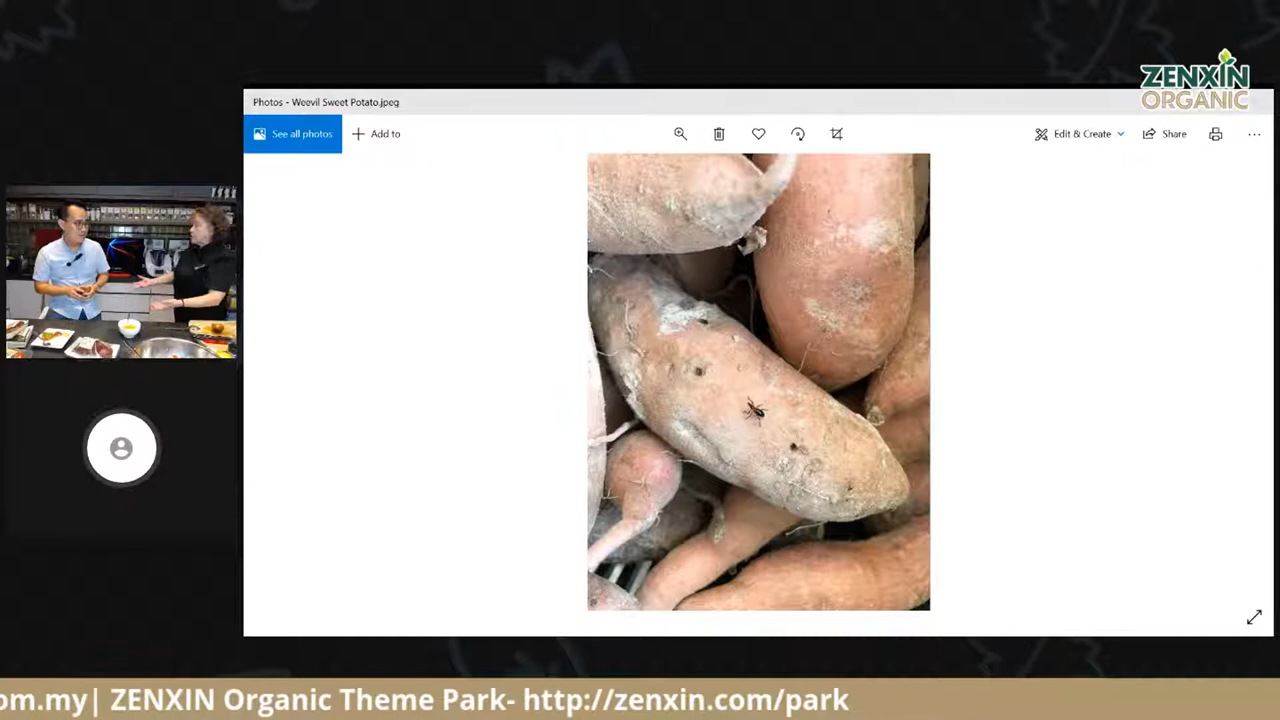 ZENXIN
ORGANIC
Photos - Weevil Sweet Potato.jpeg
See all photos
Add to
Edit & Create
Share
om.my| ZENXIN Organic Theme Park- http://zenxin.com/park